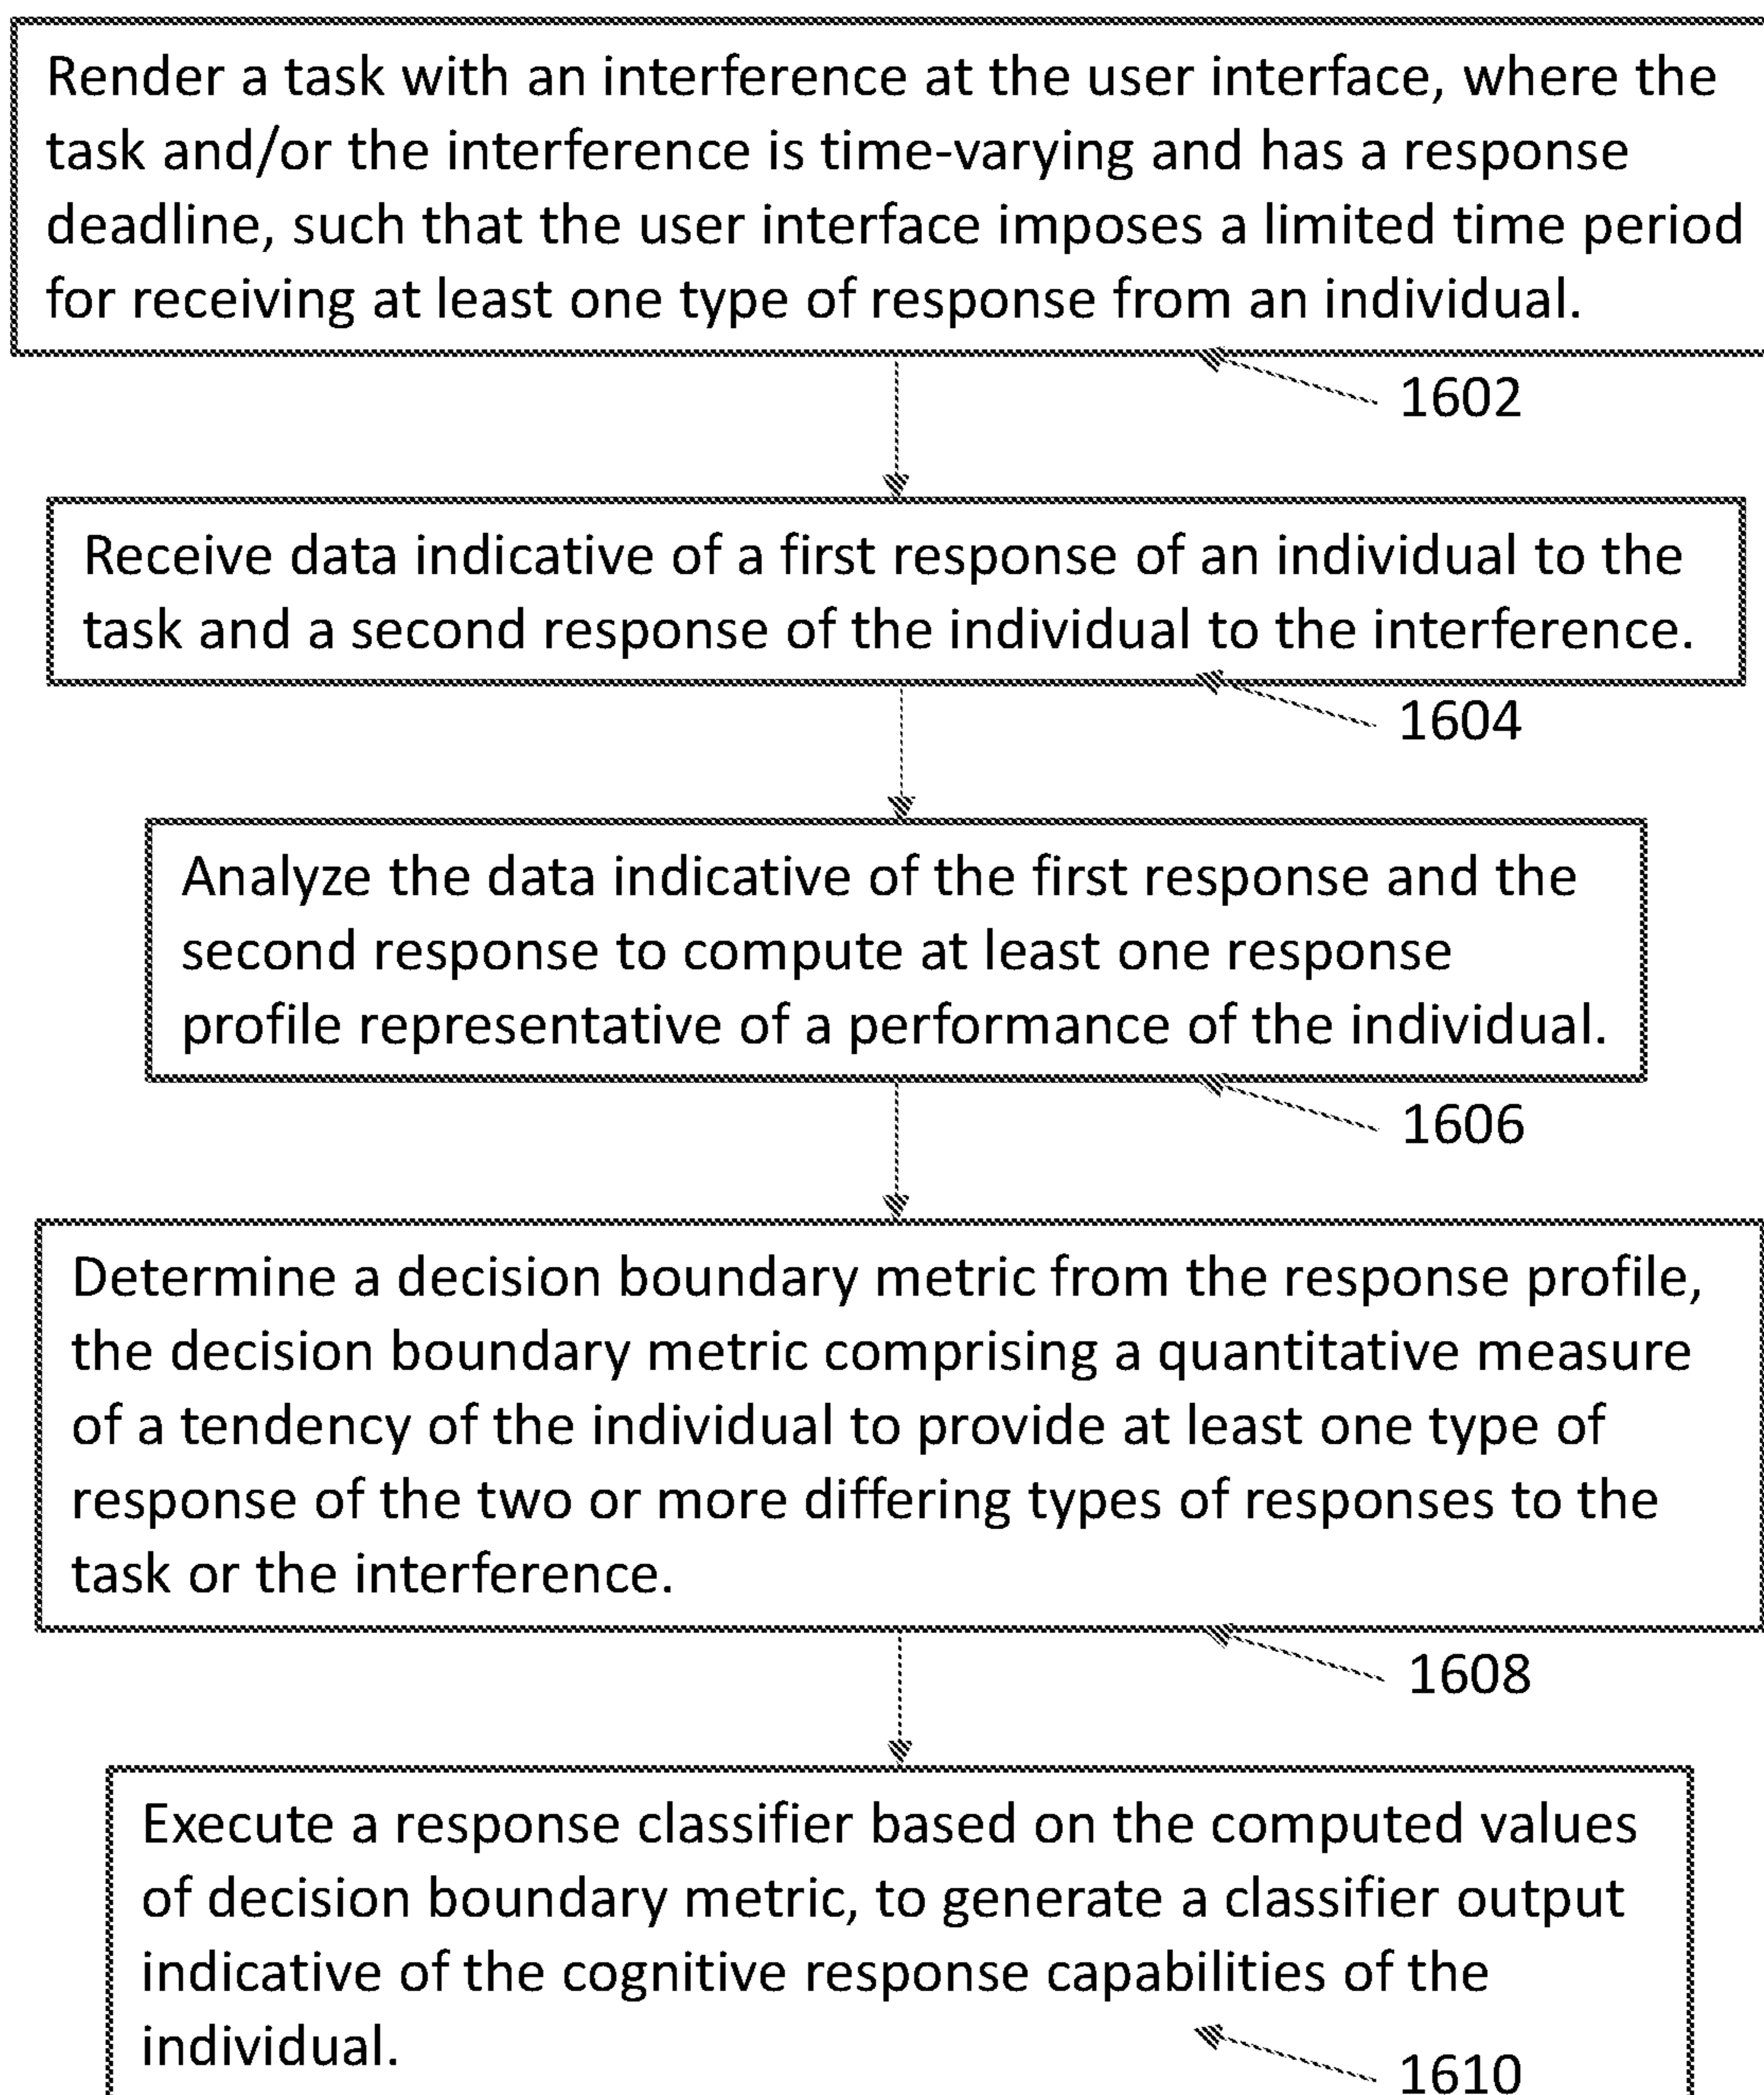 Render a task with an interference at the user interface, where the
task and/or the interference is time-varying and has a response
deadline, such that the user interface imposes a limited time period
for receiving at least one type of response from an individual.
1602
Receive data indicative of a first response of an individual to the
task and a second response of the individual to the interference.
1604
Analyze the data indicative of the first response and the
second response to compute at least one response
profile representative of a performance of the individual.
1606
Determine a decision boundary metric from the response profile,
the decision boundary metric comprising a quantitative measure
of a tendency of the individual to provide at least one type of
response of the two or more differing types of responses to the
task or the interference.
1608
Execute a response classifier based on the computed values
of decision boundary metric, to generate a classifier output
indicative of the cognitive response capabilities of the
individual.
1610